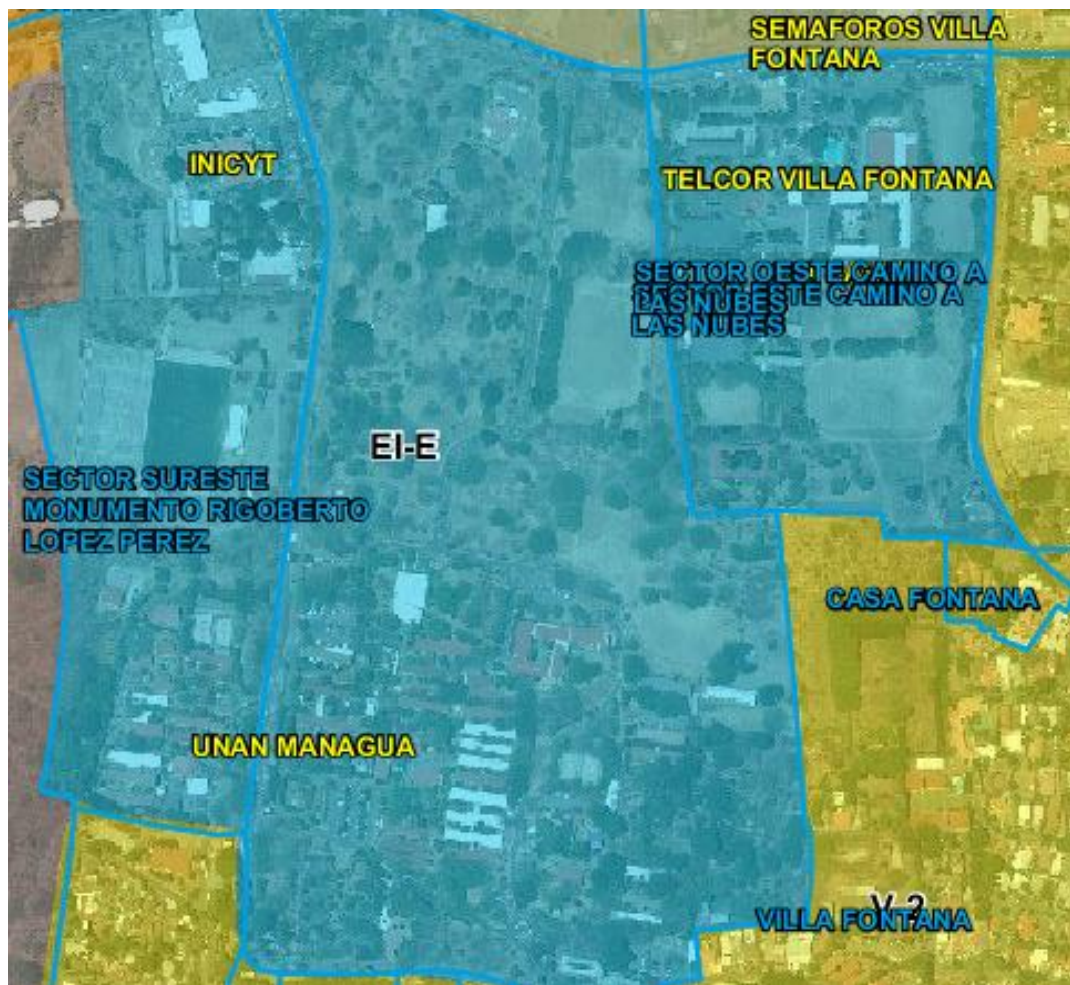 SEMAFOROS VILLA
FONTANA
INICYT
TELCOR VILLA FONTANA
SECTOR OESTE CAMINO A
LAS NUBES
SECTOR ESTE CAMINO A
LAS NUBES
EI-E
SECTOR SURESTE
MONUMENTO RIGOBERTO
LOPEZ PEREZ
CASA FONTANA
UNAN MANAGUA
V-2
VILLA FONTANA